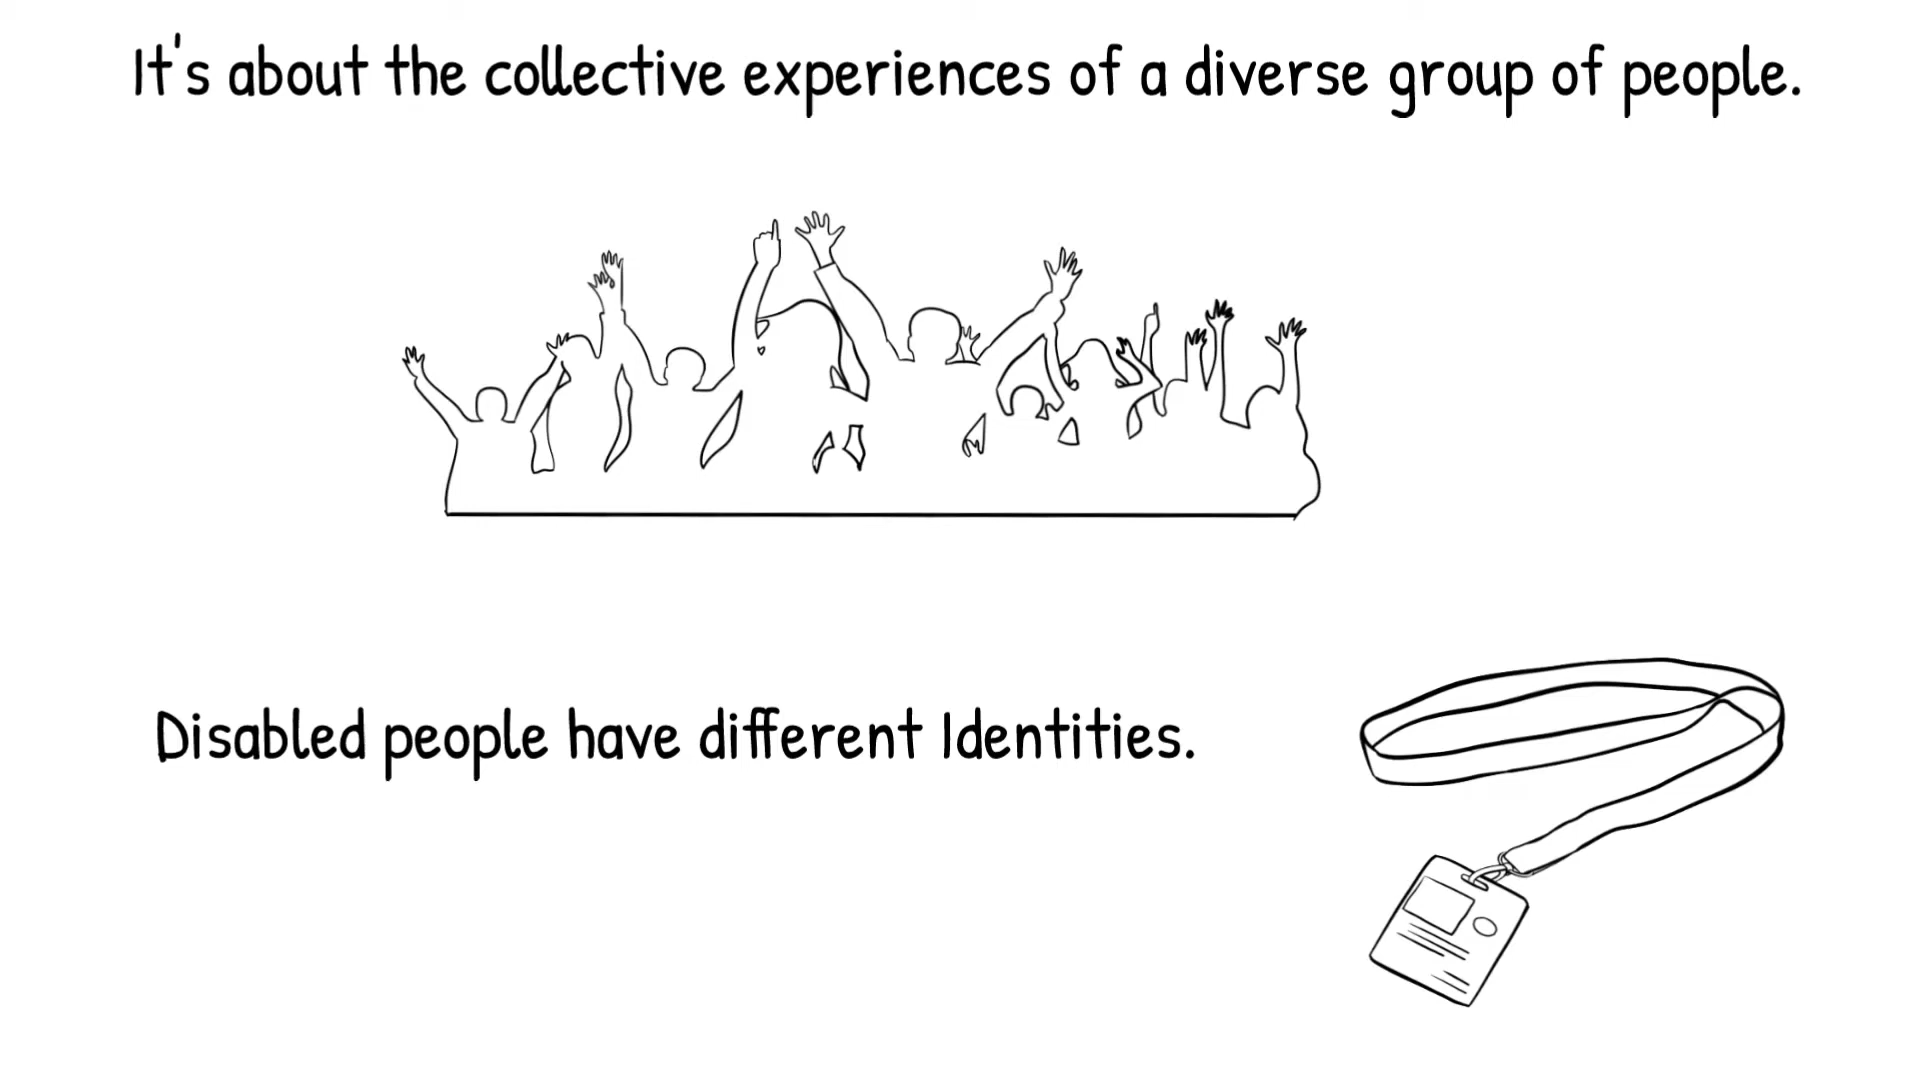 It's about the collective experiences of a diverse group of people.
Disabled people have different Identities.